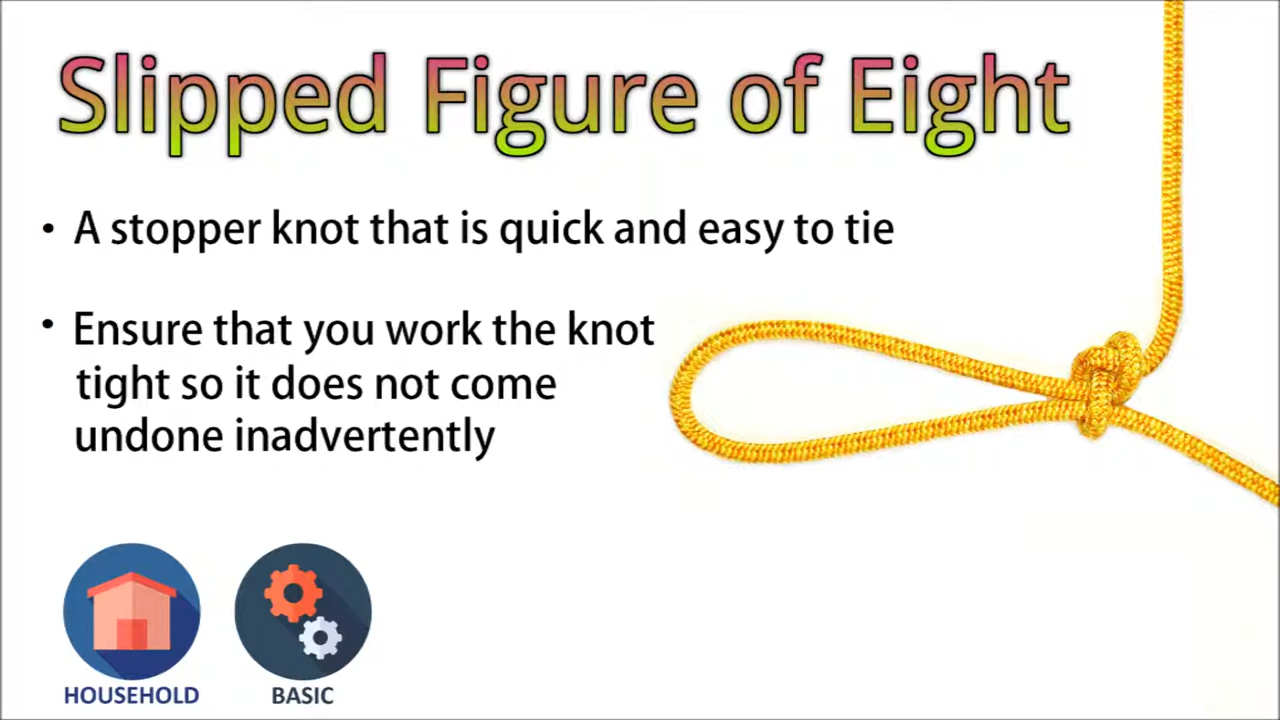 Slipped Figure of Eight
• A stopper knot that is quick and easy to tie
• Ensure that you work the knot
tight so it does not come
undone inadvertently
HOUSEHOLD
BASIC